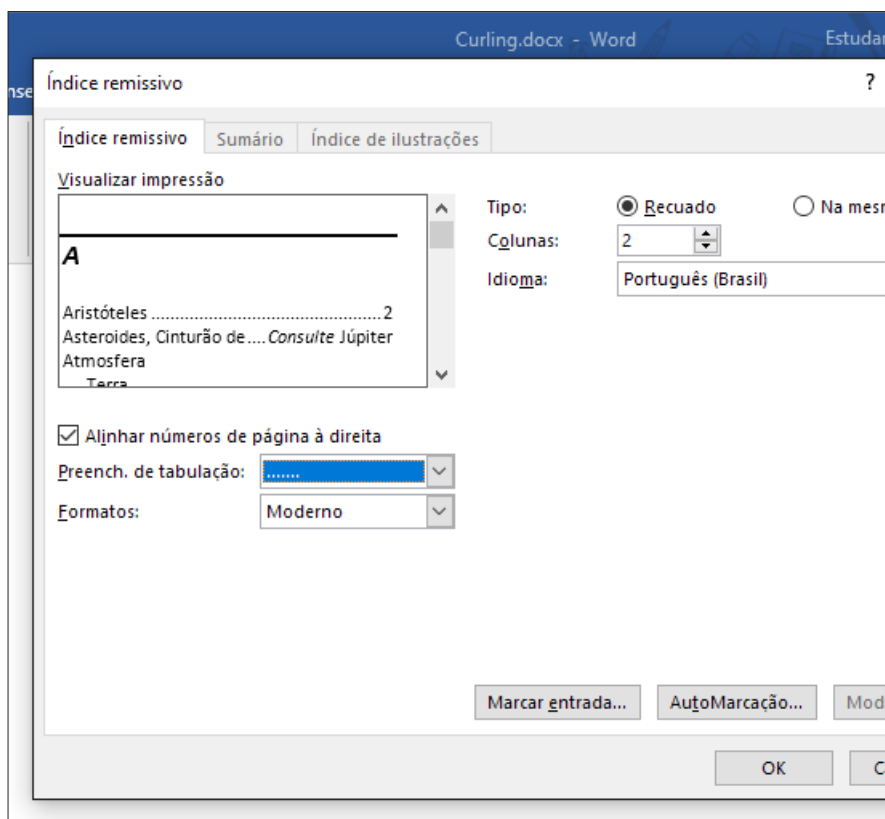 Curling.docx - Word
Estudar
nse
Índice remissivo
?
Índice remissivo
Sumário
Índice de ilustrações
Visualizar impressão
A
Aristóteles ................................................ 2
Asteroides, Cinturão de .... Consulte Júpiter
Atmosfera
Terra
Tipo:
Recuado
Na mesm
Colunas:
2
Idioma:
Português (Brasil)
Alinhar números de página à direita
Preench. de tabulação:
.......
Formatos:
Moderno
Marcar entrada...
AutoMarcação...
Mod
OK
C